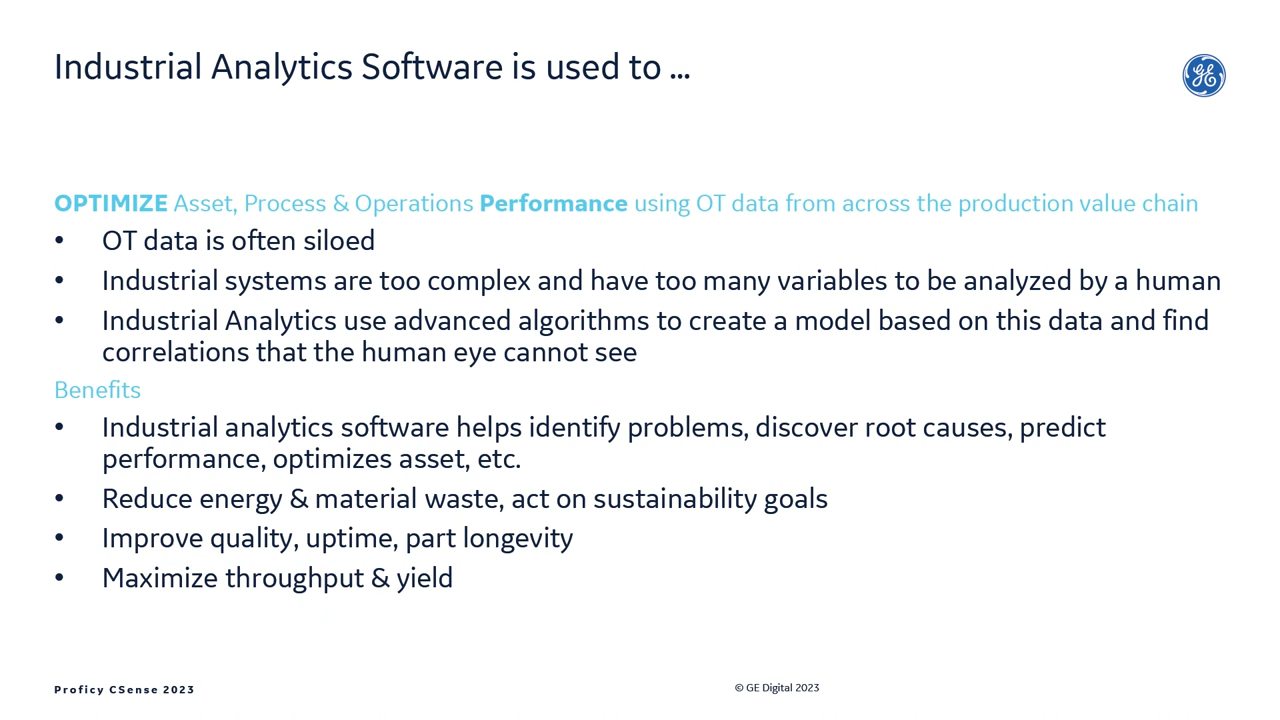 Industrial Analytics Software is used to ...
GE
OPTIMIZE Asset, Process & Operations Performance using OT data from across the production value chain
• OT data is often siloed
• Industrial systems are too complex and have too many variables to be analyzed by a human
• Industrial Analytics use advanced algorithms to create a model based on this data and find
correlations that the human eye cannot see
Benefits
• Industrial analytics software helps identify problems, discover root causes, predict
performance, optimizes asset, etc.
• Reduce energy & material waste, act on sustainability goals
• Improve quality, uptime, part longevity
• Maximize throughput & yield
Proficy CSense 2023
© GE Digital 2023